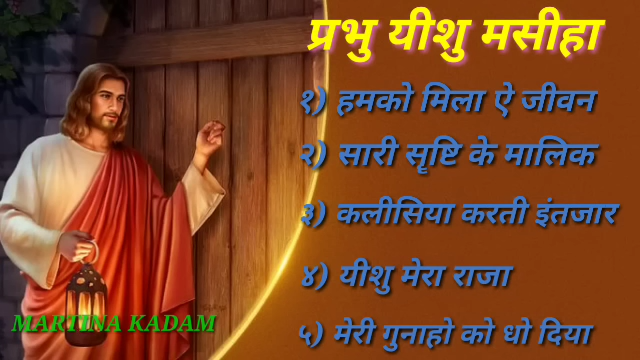 प्रभु यीशु मसीहा
१) हमको मिला ऐ जीवन
२) सारी सृष्टि के मालिक
३) कलीसिया करती इंतजार
४) यीशु मेरा राजा
५) मेरी गुनाहो को धो दिया
MARTINA KADAM